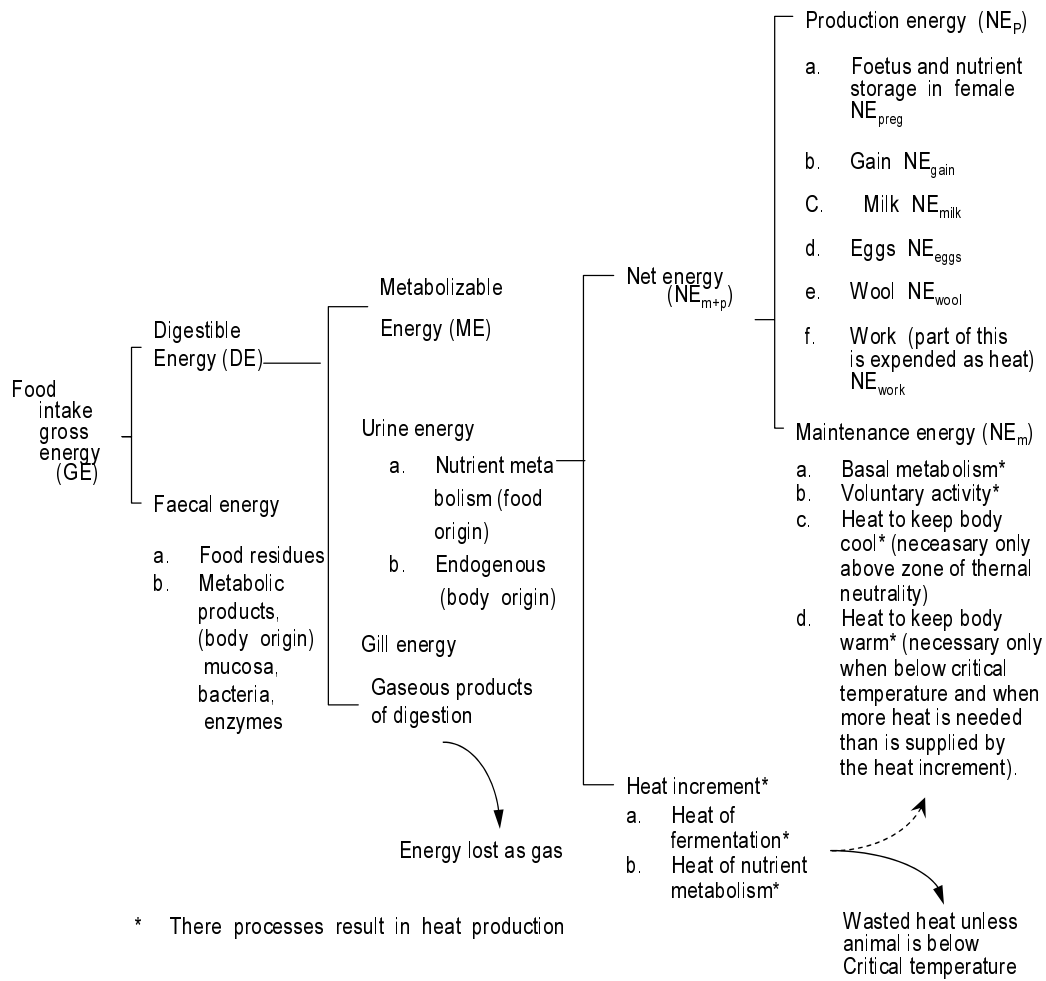 Food
intake
gross
energy
(GE)
Digestible
Energy (DE)
Faecal energy
a. Food residues
b. Metabolic
products,
(body origin)
mucosa,
bacteria,
enzymes
Metabolizable
Energy (ME)
Urine energy
a. Nutrient meta
bolism (food
origin)
b. Endogenous
(body origin)
Gill energy
Gaseous products
of digestion
Energy lost as gas
Net energy
(NEm+p)
Heat increment*
a. Heat of
fermentation*
b. Heat of nutrient
metabolism*
Production energy (NEP)
a. Foetus and nutrient
storage in female
NEpreg
b. Gain NEgain
C. Milk NEmilk
d. Eggs NEeggs
e. Wool NEwool
f. Work (part of this
is expended as heat)
NEwork
Maintenance energy (NEm)
a. Basal metabolism*
b. Voluntary activity*
c. Heat to keep body
cool* (neceasary only
above zone of thernal
neutrality)
d. Heat to keep body
warm* (necessary only
when below critical
temperature and when
more heat is needed
than is supplied by
the heat increment).
Wasted heat unless
animal is below
Critical temperature
* There processes result in heat production